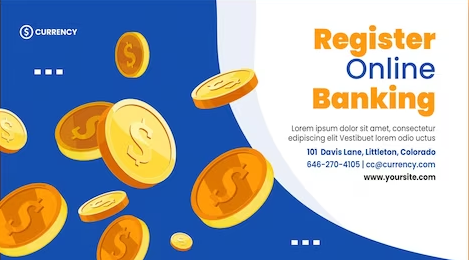 $ CURRENCY
Register
Online
Banking
Lorem ipsum dolor sit amet, consectetur
edipiscing elit Vestibuet lorem odio uctus
101 Davis Lane, Littleton, Colorado
646-270-4105 | cc@currency.com
www.yoursite.com
$
$
$
$
$
$
$